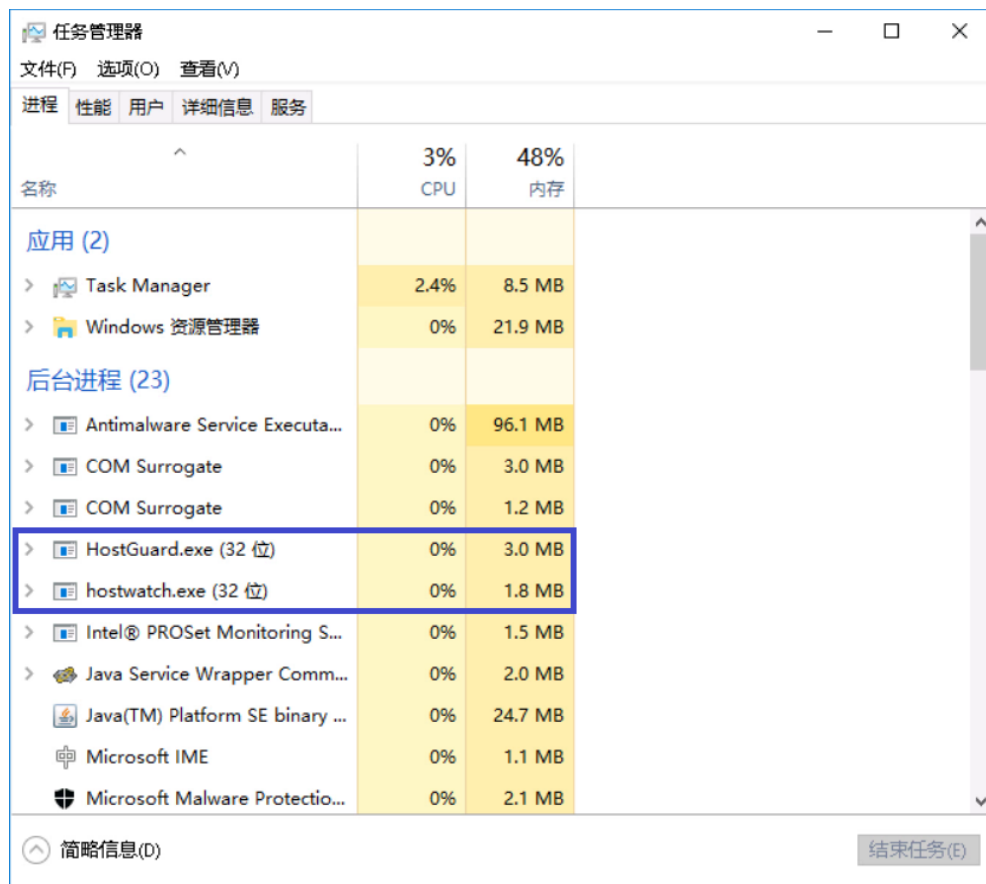 任务管理器
文件(F) 选项(O) 查看(V)
进程 性能 用户 详细信息 服务
3% 48%
名称 CPU 内存
应用 (2)
Task Manager 2.4% 8.5 MB
Windows 资源管理器 0% 21.9 MB
后台进程 (23)
Antimalware Service Executa... 0% 96.1 MB
COM Surrogate 0% 3.0 MB
COM Surrogate 0% 1.2 MB
HostGuard.exe (32 位) 0% 3.0 MB
hostwatch.exe (32 位) 0% 1.8 MB
Intel® PROSet Monitoring S... 0% 1.5 MB
Java Service Wrapper Comm... 0% 2.0 MB
Java(TM) Platform SE binary ... 0% 24.7 MB
Microsoft IME 0% 1.1 MB
Microsoft Malware Protectio... 0% 2.1 MB
简略信息(D) 结束任务(E)